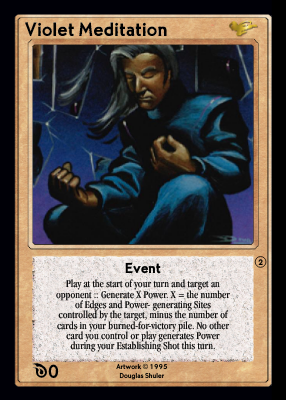 Violet Meditation
Event
2
Play at the start of your turn and target an
opponent :: Generate X Power. X = the number
of Edges and Power- generating Sites
controlled by the target, minus the number of
cards in your burned-for-victory pile. No other
card you control or play generates Power
during your Establishing Shot this turn.
0
Artwork © 1995
Douglas Shuler